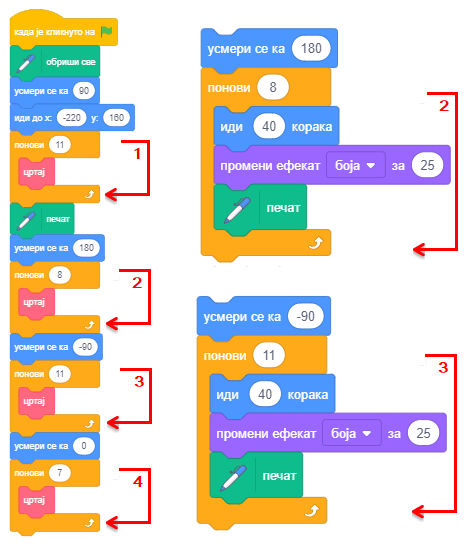 када је кликнуто на
обриши све
усмери се ка 90
иди до x: -220 y: 160
понови 11
1
цртај
печат
усмери се ка 180
понови 8
2
цртај
усмери се ка -90
понови 11
3
цртај
усмери се ка 0
понови 7
4
цртај
усмери се ка 180
понови 8
2
иди 40 корака
промени ефекат боја за 25
печат
усмери се ка -90
понови 11
3
иди 40 корака
промени ефекат боја за 25
печат